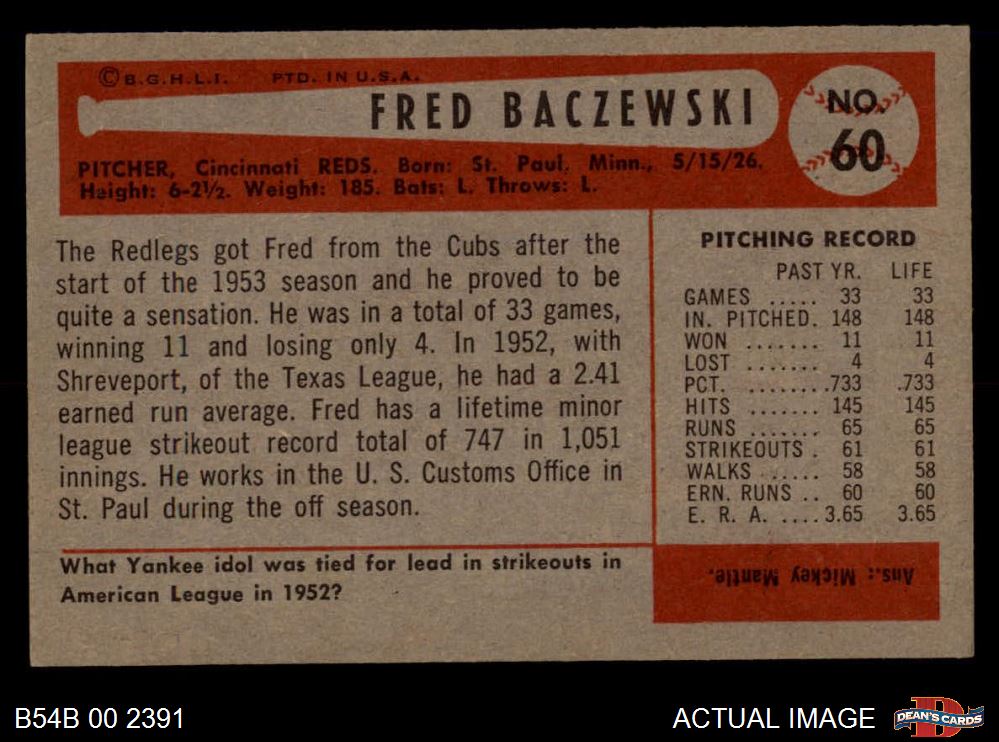 ©B.G.H.L.I. PTD. IN U.S.A.
FRED BACZEWSKI
NO.
60
PITCHER, Cincinnati REDS. Born: St. Paul, Minn., 5/15/26.
Height: 6-2½. Weight: 185. Bats: L. Throws: L.
The Redlegs got Fred from the Cubs after the
start of the 1953 season and he proved to be
quite a sensation. He was in a total of 33 games,
winning 11 and losing only 4. In 1952, with
Shreveport, of the Texas League, he had a 2.41
earned run average. Fred has a lifetime minor
league strikeout record total of 747 in 1,051
innings. He works in the U. S. Customs Office in
St. Paul during the off season.
PITCHING RECORD
PAST YR. LIFE
GAMES ..... 33 33
IN. PITCHED. 148 148
WON ....... 11 11
LOST ....... 4 4
PCT. ....... .733 .733
HITS ....... 145 145
RUNS ....... 65 65
STRIKEOUTS . 61 61
WALKS ..... 58 58
ERN. RUNS .. 60 60
E. R. A. .... 3.65 3.65
What Yankee idol was tied for lead in strikeouts in
American League in 1952?
Ans.: Mickey Mantle.
B54B 00 2391
ACTUAL IMAGE
D
DEAN'S CARDS